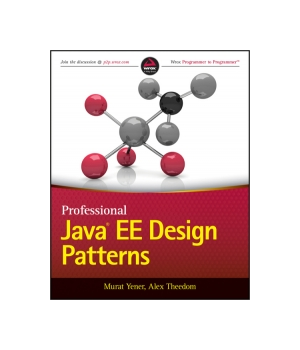 Join the discussion @ p2p.wrox.com
Wrox Programmer to Programmer™
wrox
Professional
Java® EE Design
Patterns
Murat Yener, Alex Theedom